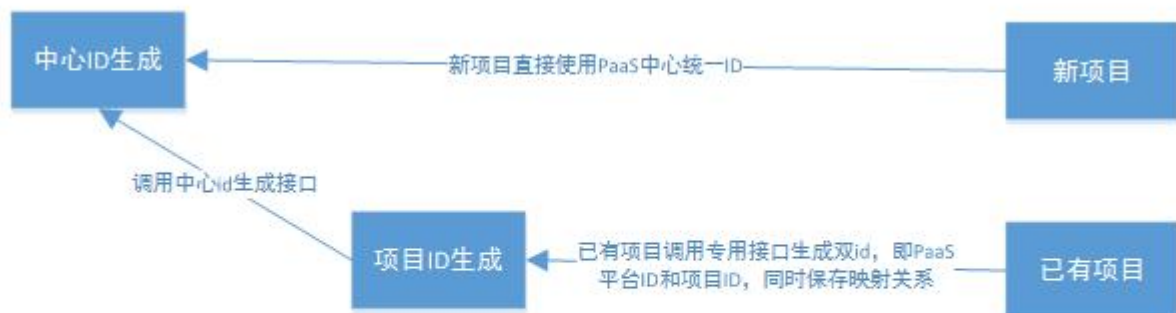 中心ID生成
新项目直接使用PaaS中心统一ID
新项目
调用中心id生成接口
项目ID生成
已有项目调用专用接口生成双id，即PaaS
平台ID和项目ID，同时保存映射关系
已有项目